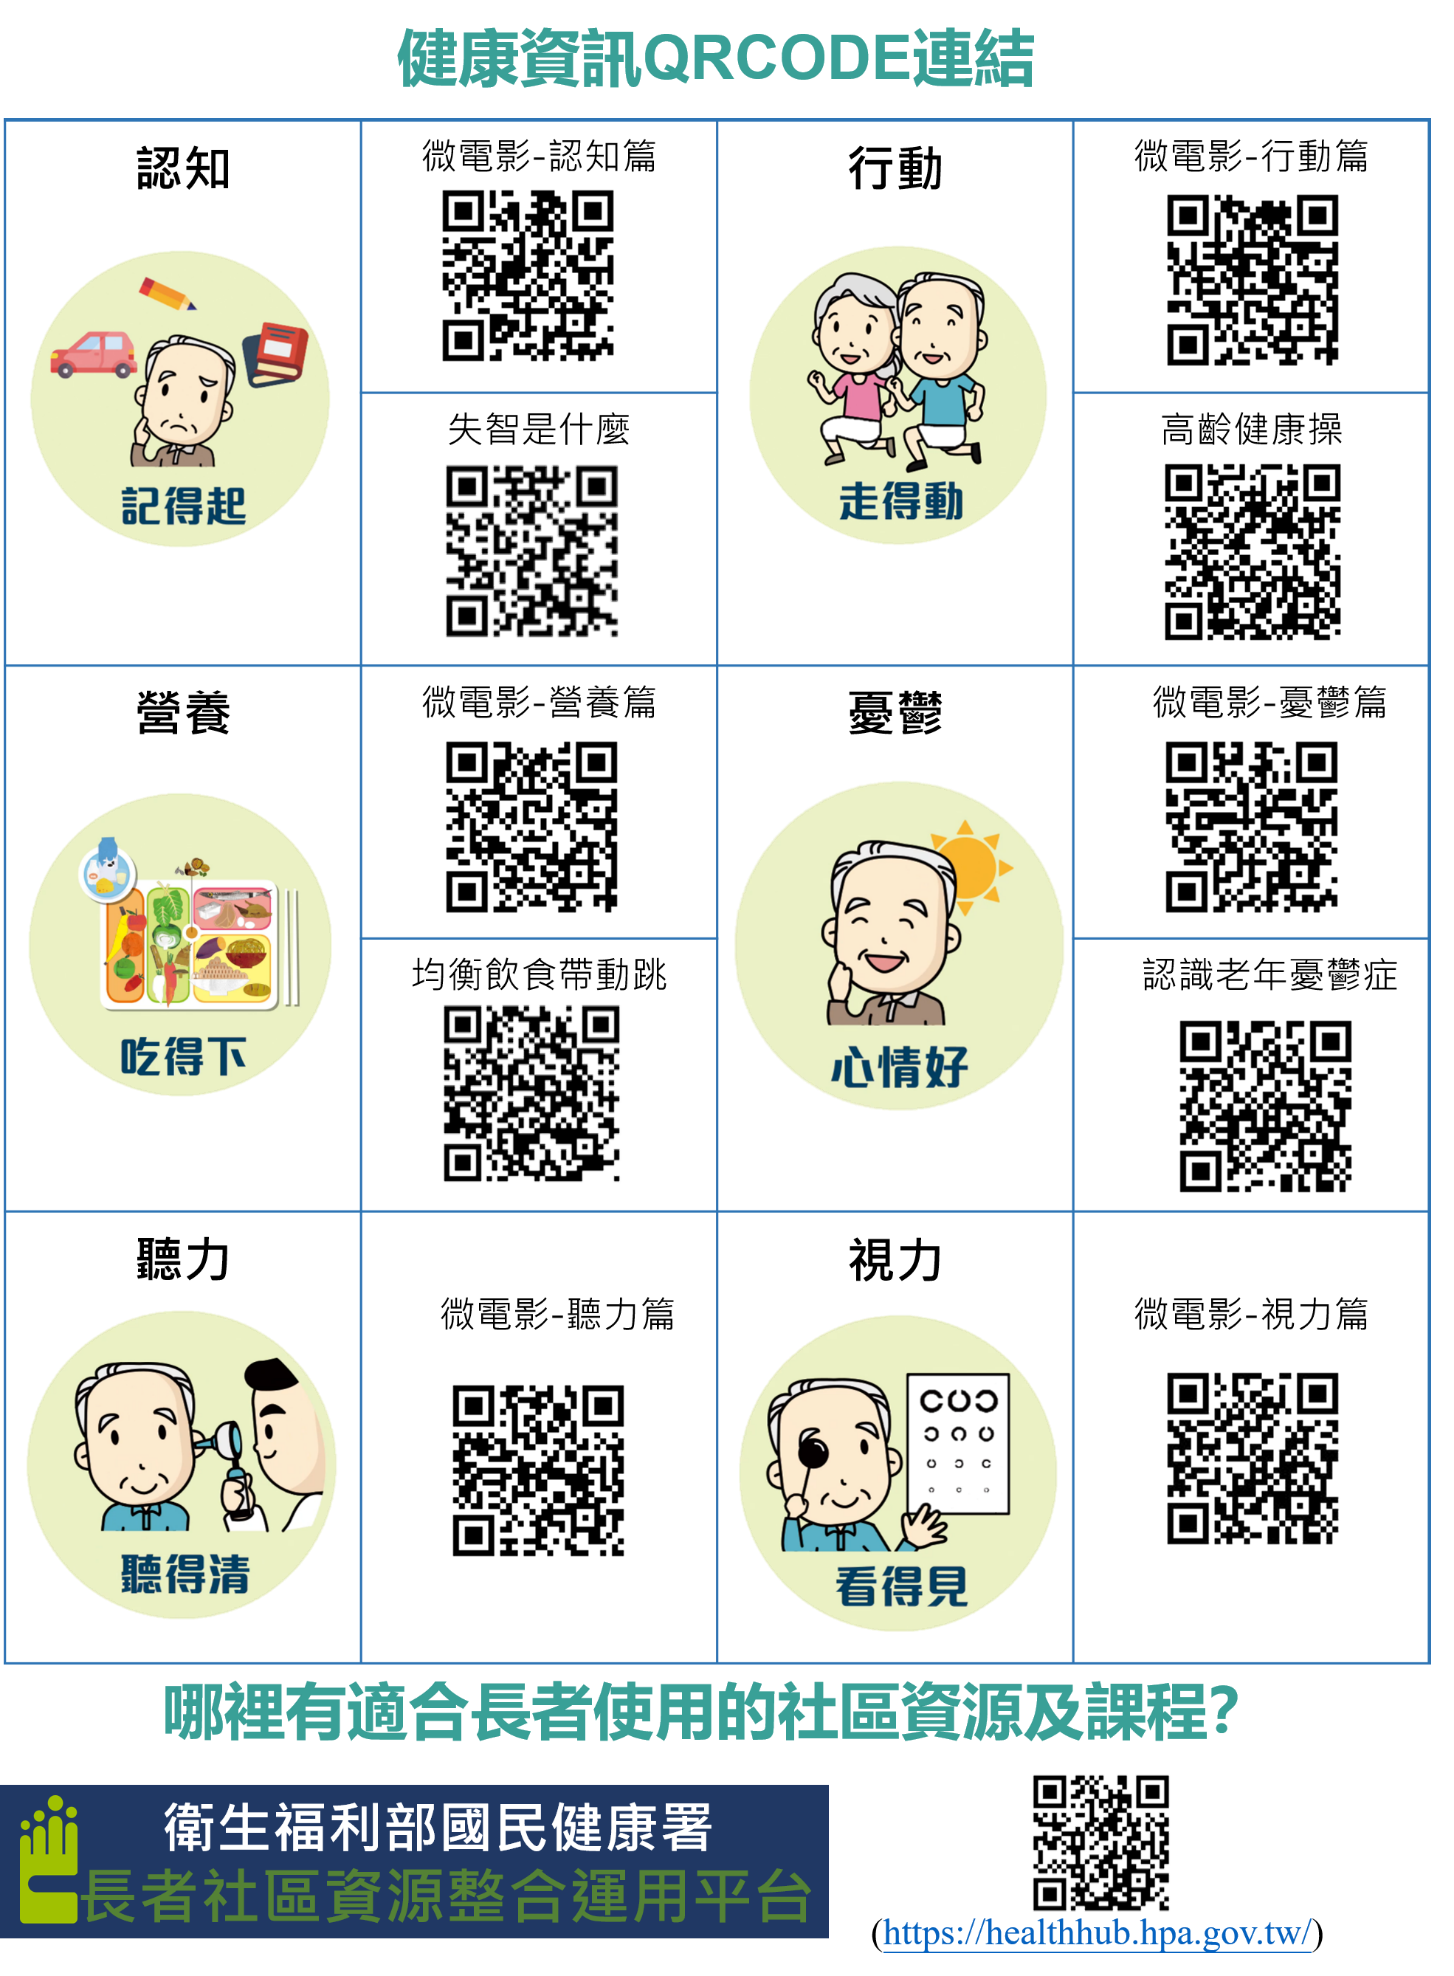 健康資訊QRCODE連結
認知
記得起
微電影-認知篇
失智是什麼
行動
走得動
微電影-行動篇
高齡健康操
營養
吃得下
微電影-營養篇
均衡飲食帶動跳
憂鬱
心情好
微電影-憂鬱篇
認識老年憂鬱症
聽力
聽得清
微電影-聽力篇
視力
看得見
微電影-視力篇
哪裡有適合長者使用的社區資源及課程?
衛生福利部國民健康署
長者社區資源整合運用平台
(https://healthhub.hpa.gov.tw/)